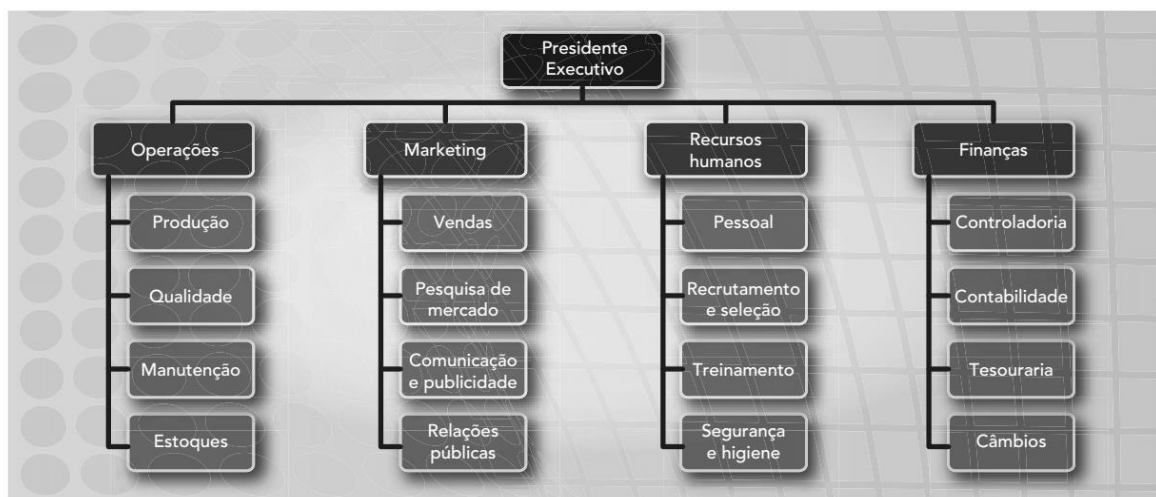 Presidente
Executivo
Operações
Marketing
Recursos
humanos
Finanças
Produção
Vendas
Pessoal
Controladoria
Qualidade
Pesquisa de
mercado
Recrutamento
e seleção
Contabilidade
Manutenção
Comunicação
e publicidade
Treinamento
Tesouraria
Estoques
Relações
públicas
Segurança
e higiene
Câmbios